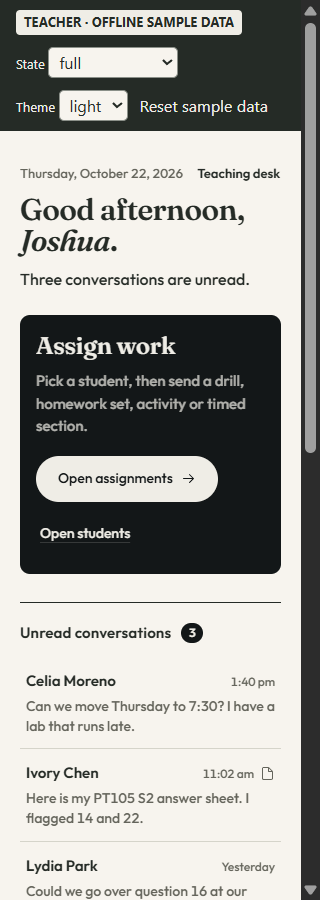 TEACHER · OFFLINE SAMPLE DATA
State full
Theme light Reset sample data
Thursday, October 22, 2026 Teaching desk
Good afternoon,
Joshua.
Three conversations are unread.
Assign work
Pick a student, then send a drill,
homework set, activity or timed
section.
Open assignments →
Open students
Unread conversations 3
Celia Moreno 1:40 pm
Can we move Thursday to 7:30? I have a
lab that runs late.
Ivory Chen 11:02 am
Here is my PT105 S2 answer sheet. I
flagged 14 and 22.
Lydia Park Yesterday
Could we go over question 16 at our